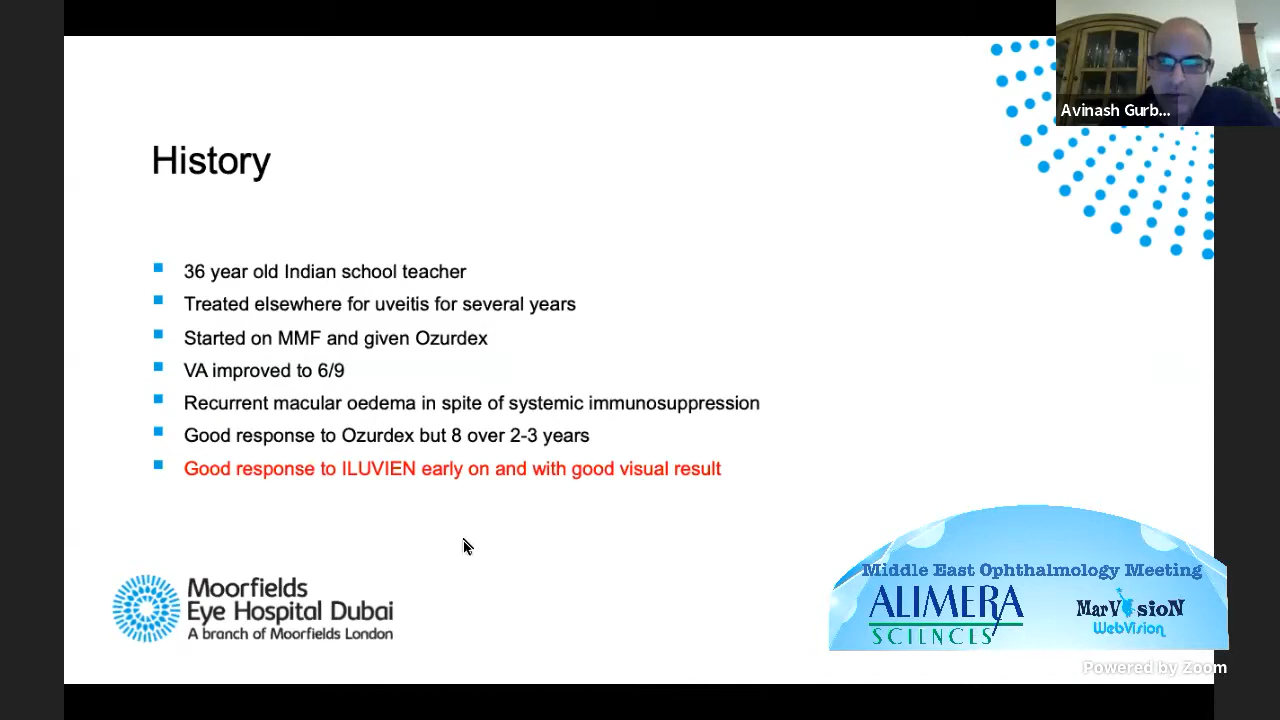 Avinash Gurb...
History
36 year old Indian school teacher
Treated elsewhere for uveitis for several years
Started on MMF and given Ozurdex
VA improved to 6/9
Recurrent macular oedema in spite of systemic immunosuppression
Good response to Ozurdex but 8 over 2-3 years
Good response to ILUVIEN early on and with good visual result
Moorfields
Eye Hospital Dubai
A branch of Moorfields London
Middle East Ophthalmology Meeting
ALIMERA
SCIENCES
MarVision
WebVision
Powered by Zoom